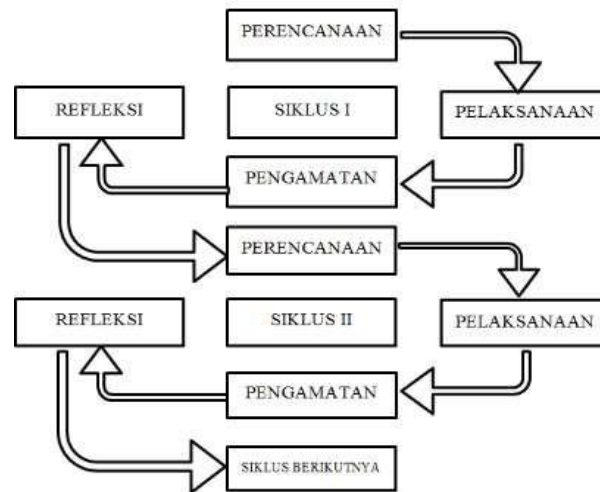 PERENCANAAN
REFLEKSI
SIKLUS I
PELAKSANAAN
PENGAMATAN
PERENCANAAN
REFLEKSI
SIKLUS II
PELAKSANAAN
PENGAMATAN
SIKLUS BERIKUTNYA